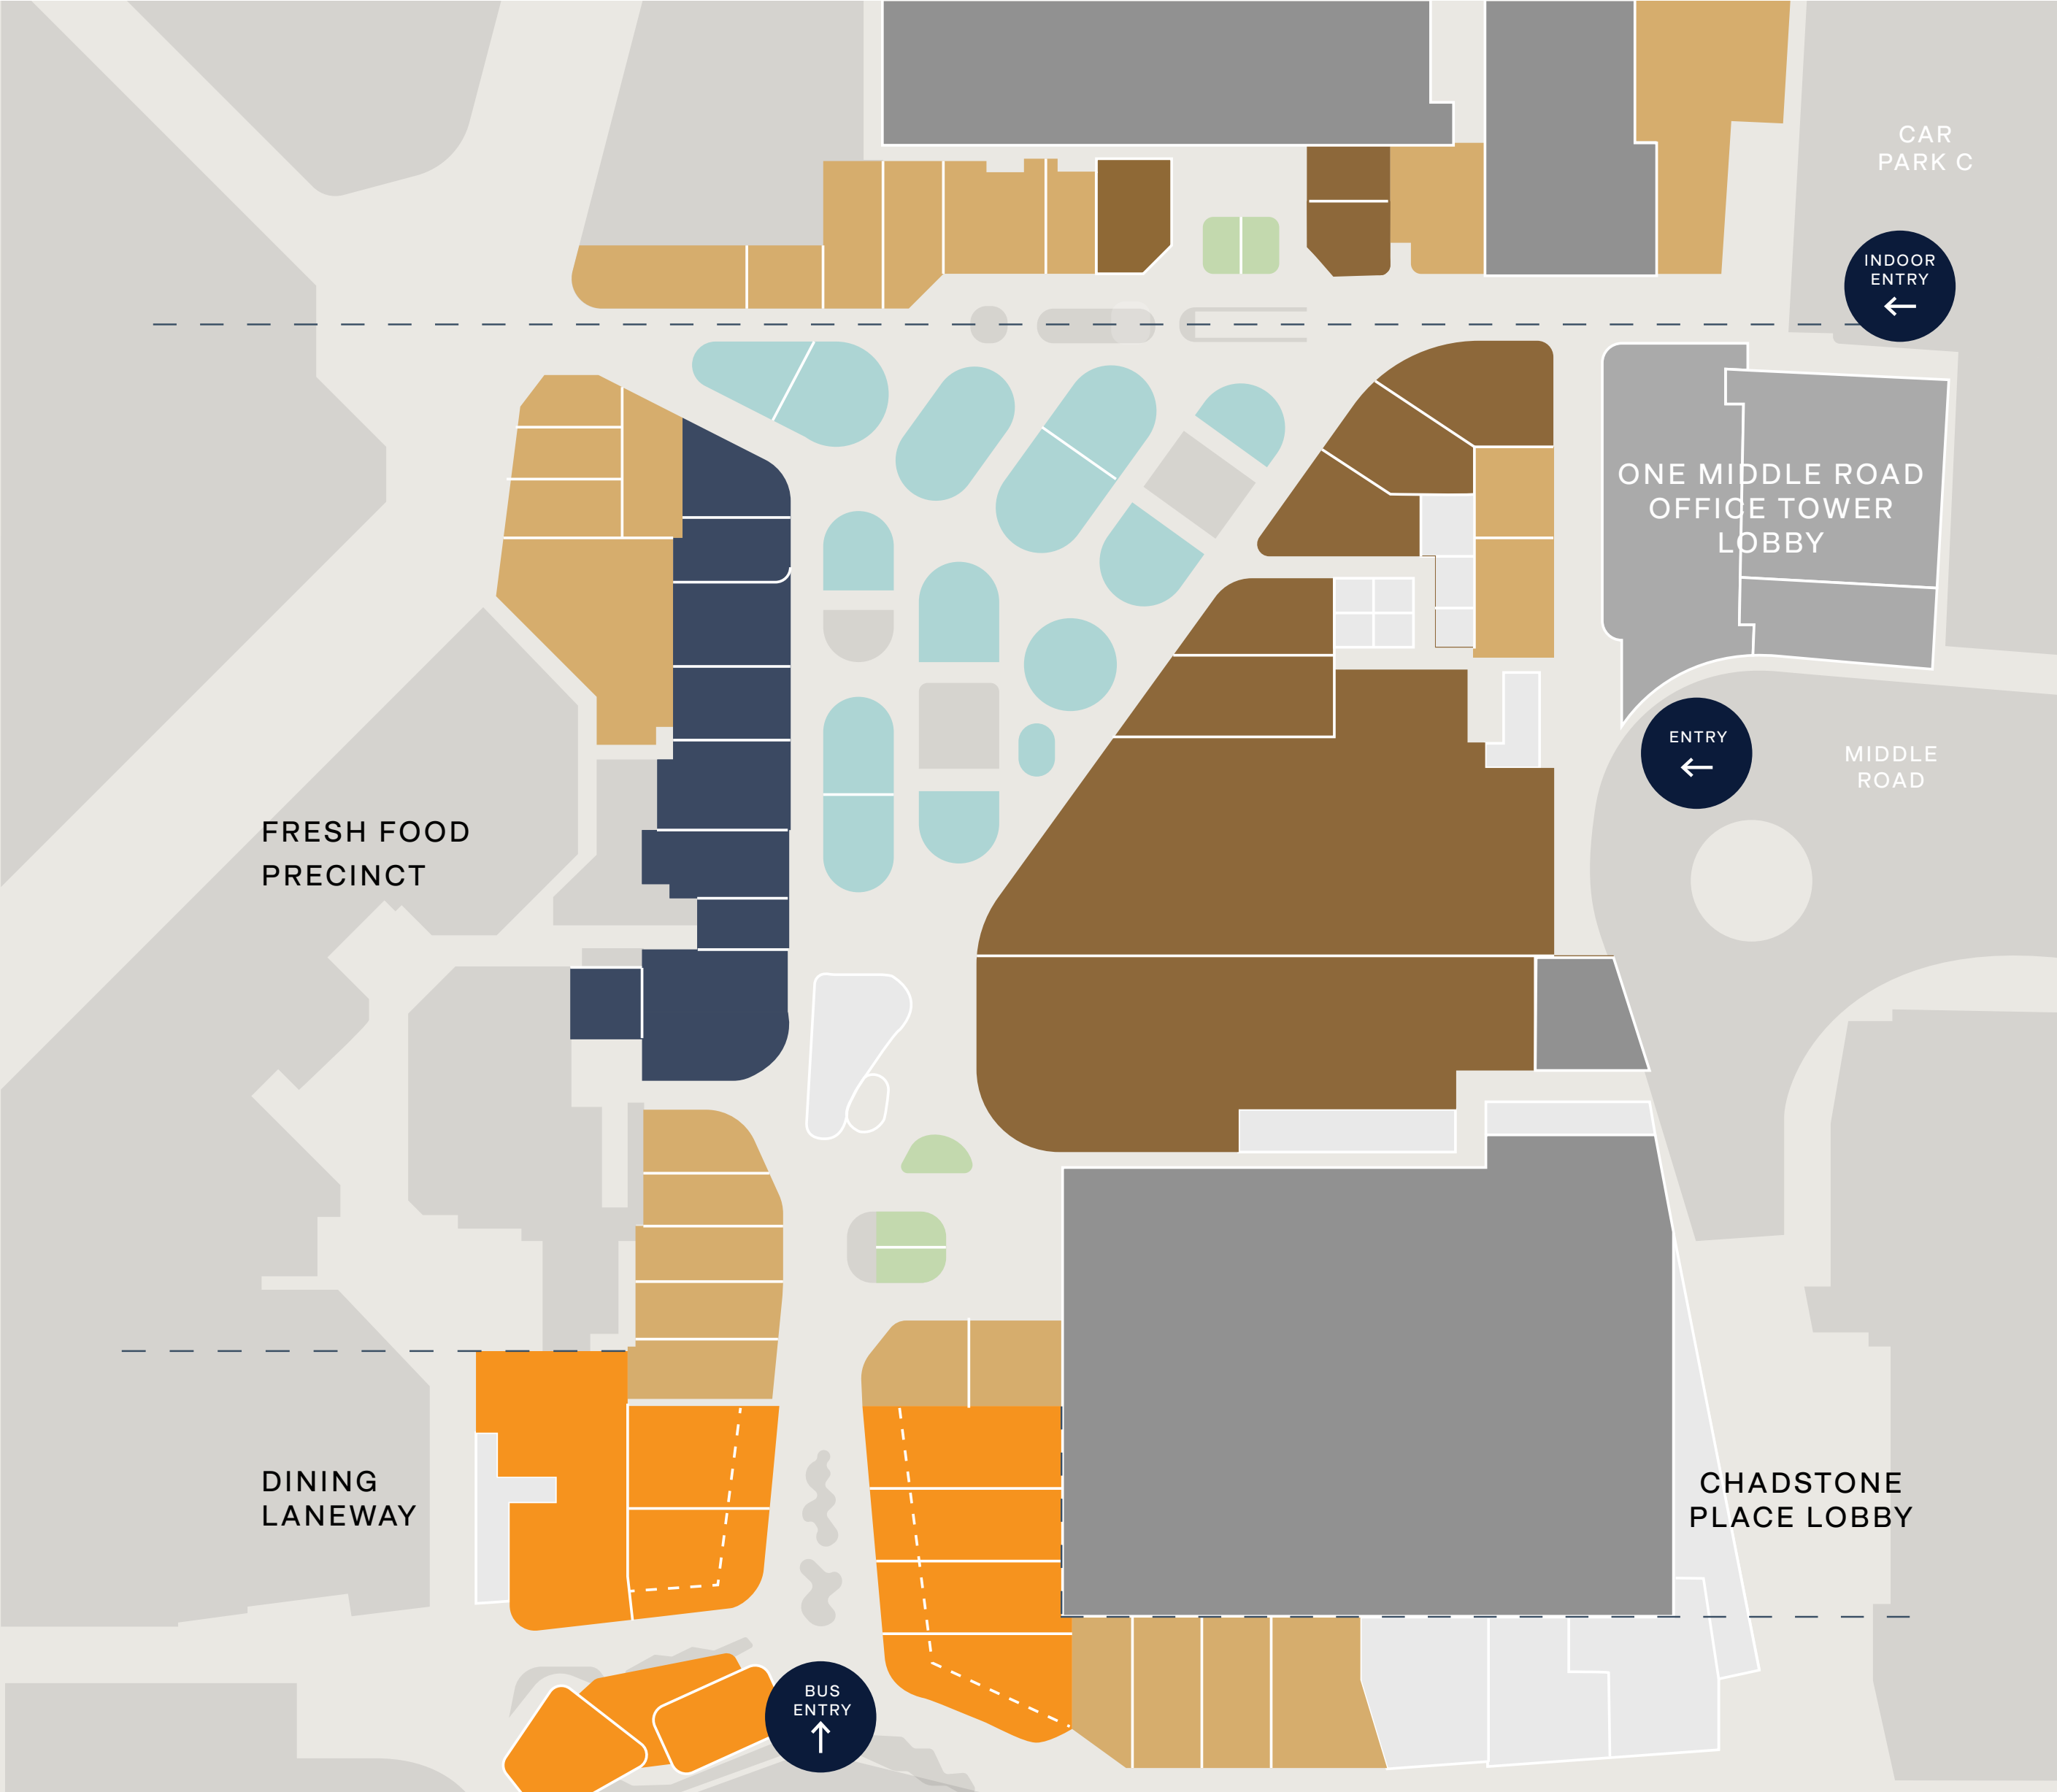 CAR
PARK C
INDOOR
ENTRY
ONE MIDDLE ROAD
OFFICE TOWER
LOBBY
ENTRY
MIDDLE
ROAD
FRESH FOOD
PRECINCT
DINING
LANEWAY
CHADSTONE
PLACE LOBBY
BUS
ENTRY